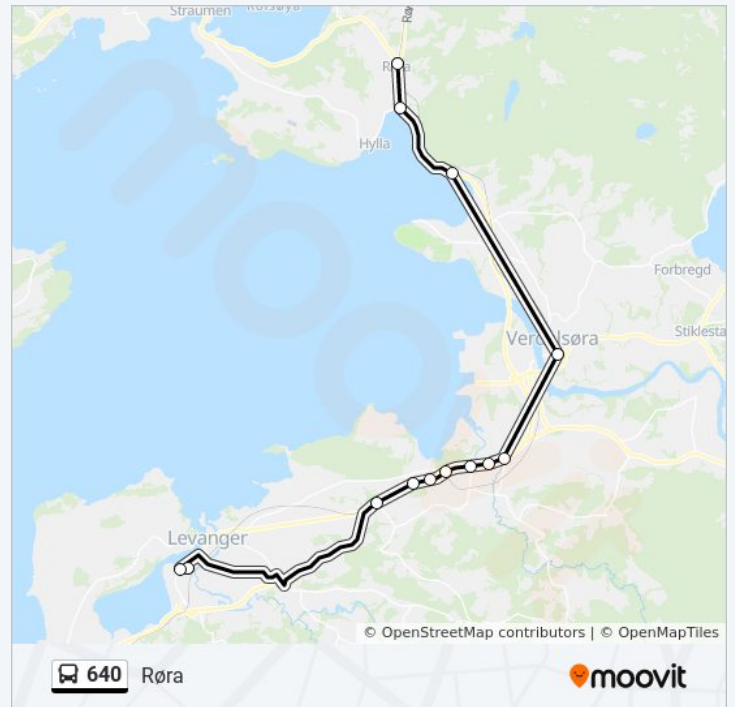 Straumen
Røra
Hylla
Forbregd
Verdalsøra
Stiklesta
Levanger
© OpenStreetMap contributors | © OpenMapTiles
640 Røra
moovit